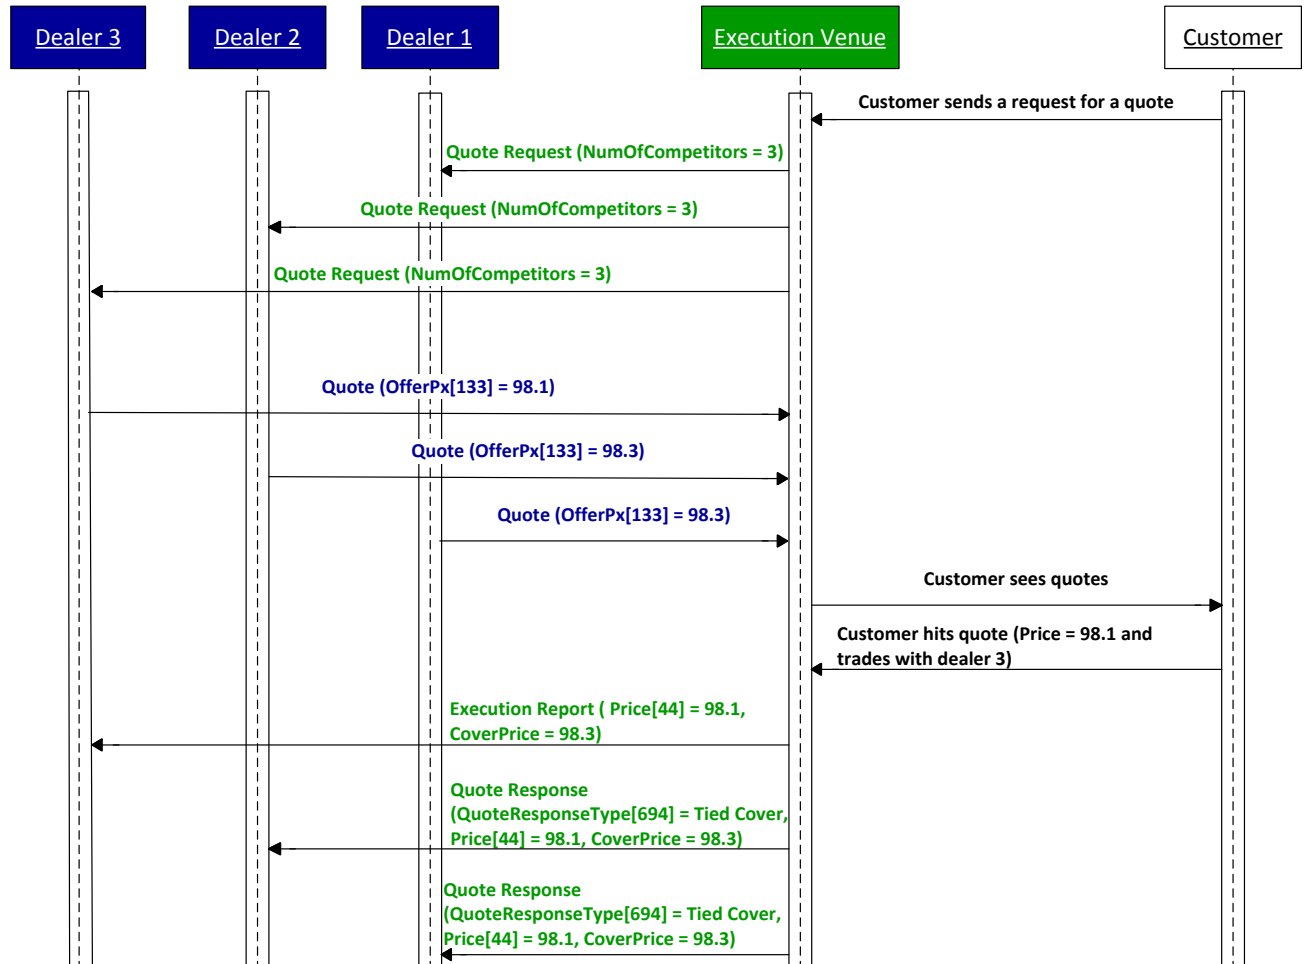 Dealer 3
Dealer 2
Dealer 1
Execution Venue
Customer
Customer sends a request for a quote
Quote Request (NumOfCompetitors = 3)
Quote Request (NumOfCompetitors = 3)
Quote Request (NumOfCompetitors = 3)
Quote (OfferPx[133] = 98.1)
Quote (OfferPx[133] = 98.3)
Quote (OfferPx[133] = 98.3)
Customer sees quotes
Customer hits quote (Price = 98.1 and
trades with dealer 3)
Execution Report ( Price[44] = 98.1,
CoverPrice = 98.3)
Quote Response
(QuoteResponseType[694] = Tied Cover,
Price[44] = 98.1, CoverPrice = 98.3)
Quote Response
(QuoteResponseType[694] = Tied Cover,
Price[44] = 98.1, CoverPrice = 98.3)